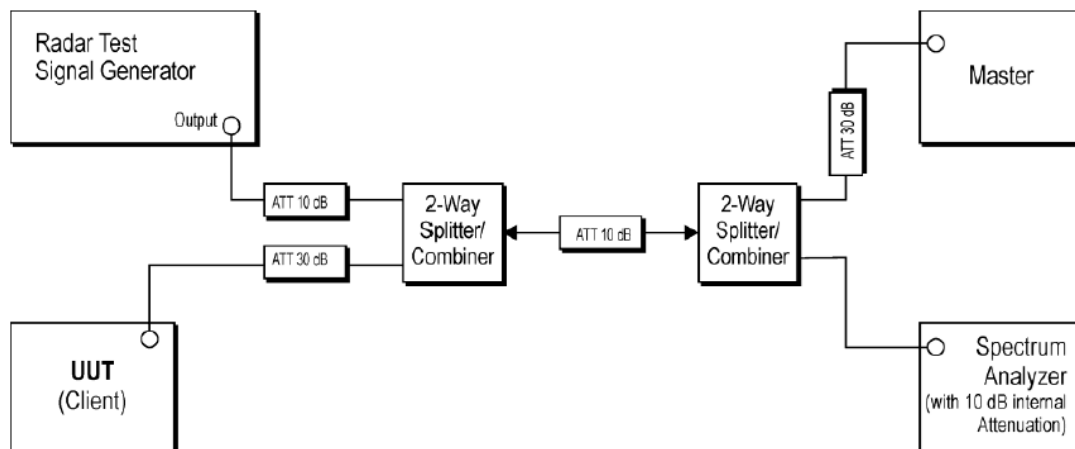 Radar Test
Signal Generator
Output
ATT 10 dB
ATT 30 dB
2-Way
Splitter/
Combiner
ATT 10 dB
2-Way
Splitter/
Combiner
ATT 30 dB
Master
UUT
(Client)
Spectrum
Analyzer
(with 10 dB internal
Attenuation)